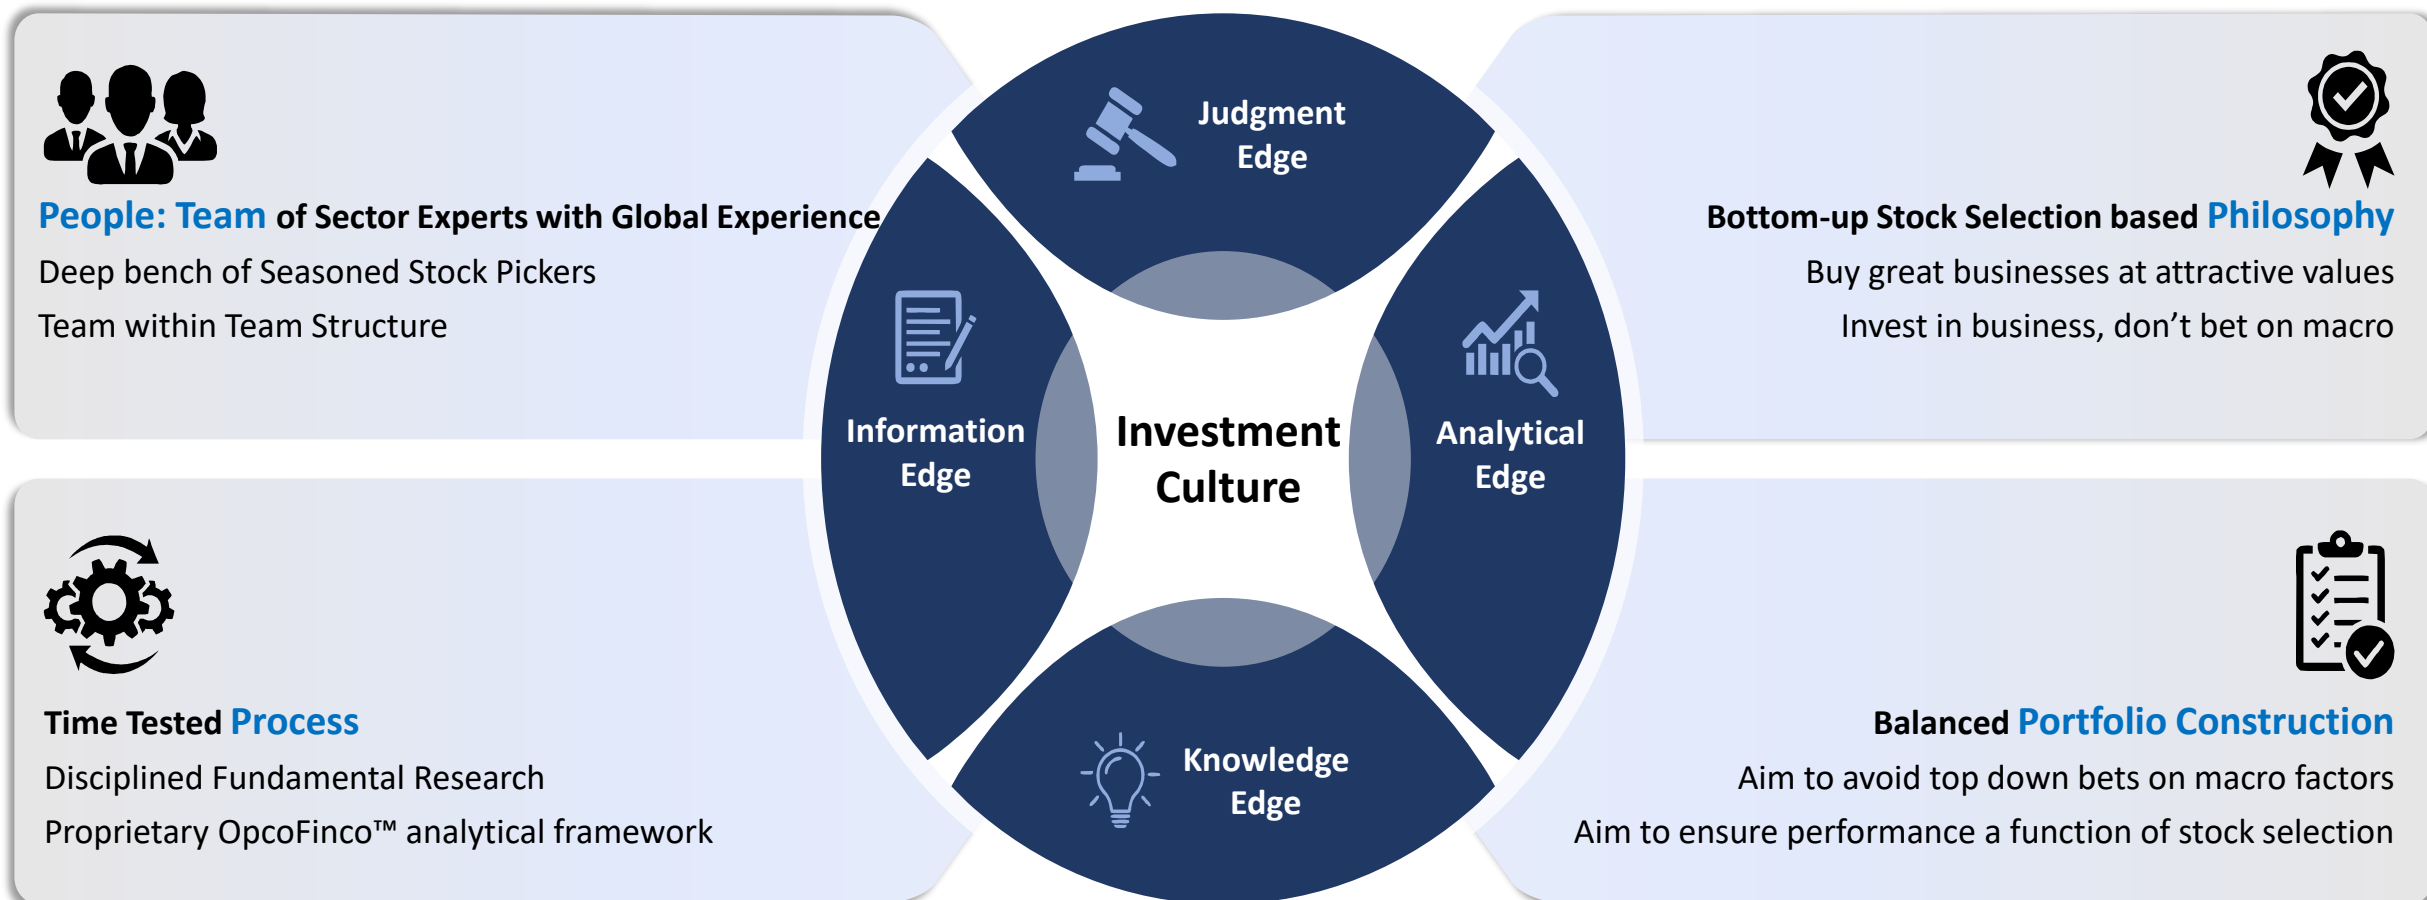 People: Team of Sector Experts with Global Experience
Deep bench of Seasoned Stock Pickers
Team within Team Structure
Judgment
Edge
Bottom-up Stock Selection based Philosophy
Buy great businesses at attractive values
Invest in business, don’t bet on macro
Information
Edge
Investment
Culture
Analytical
Edge
Time Tested Process
Disciplined Fundamental Research
Proprietary OpcoFinco™ analytical framework
Knowledge
Edge
Balanced Portfolio Construction
Aim to avoid top down bets on macro factors
Aim to ensure performance a function of stock selection